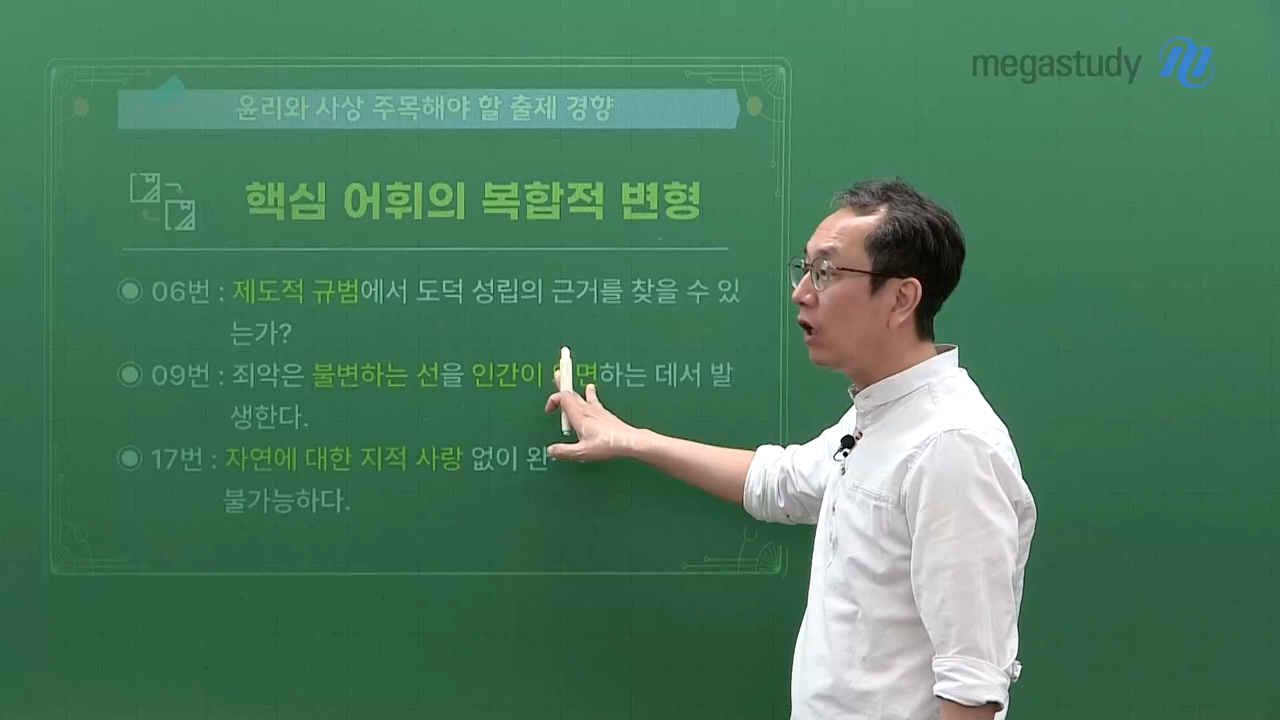 megastudy
윤리와 사상 주목해야 할 출제 경향
핵심 어휘의 복합적 변형
06번 : 제도적 규범에서 도덕 성립의 근거를 찾을 수 있
는가?
09번 : 죄악은 불변하는 선을 인간이 하는 데서 발
생한다.
17번 : 자연에 대한 지적 사랑 없이
불가능하다.